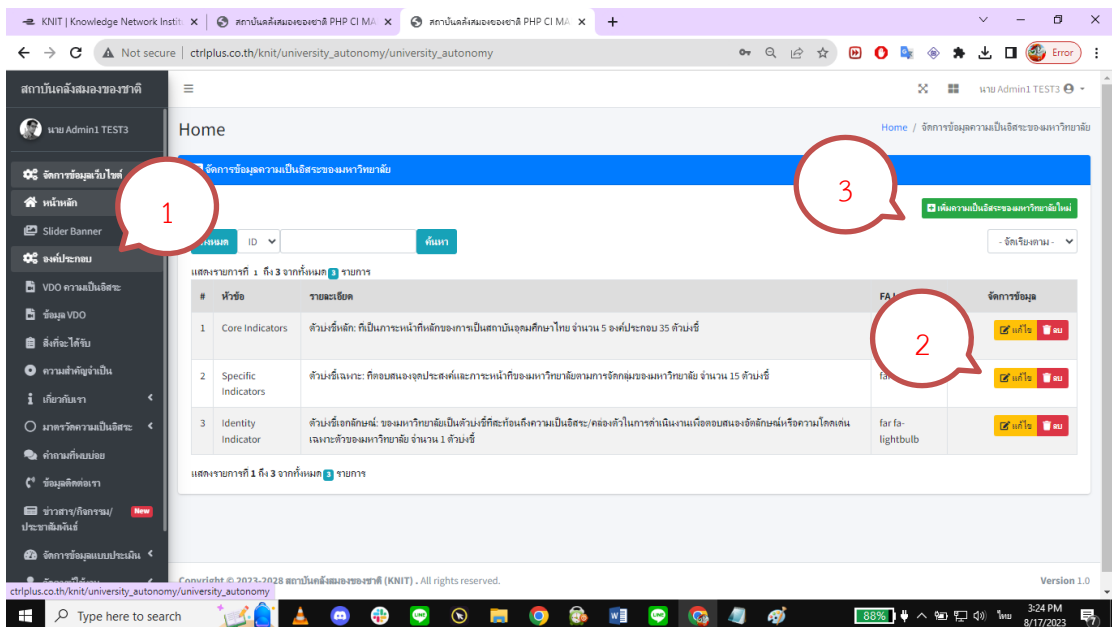 KNIT | Knowledge Network Instit
สถาบันคลังสมองของชาติ PHP CI MA
สถาบันคลังสมองของชาติ PHP CI MA
Not secure | ctrlplus.co.th/knit/university_autonomy/university_autonomy
Error
สถาบันคลังสมองของชาติ
นาย Admin1 TEST3
นาย Admin1 TEST3
Home
Home / จัดการข้อมูลความเป็นอิสระของมหาวิทยาลัย
จัดการข้อมูลเว็บไซต์
หน้าหลัก
Slider Banner
องค์ประกอบ
VDO ความเป็นอิสระ
ข้อมูล VDO
สิ่งที่จะได้รับ
ความสำคัญจำเป็น
เกี่ยวกับเรา
มาตรวัดความเป็นอิสระ
คำถามที่พบบ่อย
ข้อมูลติดต่อเรา
ข่าวสาร/กิจกรรม/ New
ประชาสัมพันธ์
จัดการข้อมูลแบบประเมิน
จัดการข้อมูลความเป็นอิสระของมหาวิทยาลัย
1
3
2
เพิ่มความเป็นอิสระของมหาวิทยาลัยใหม่
ID
ค้นหา
- จัดเรียงตาม -
แสดงรายการที่ 1 ถึง 3 จากทั้งหมด 3 รายการ
# หัวข้อ รายละเอียด จัดการข้อมูล
1 Core Indicators ตัวบ่งชี้หลัก: ที่เป็นภาระหน้าที่หลักของการเป็นสถาบันอุดมศึกษาไทย จำนวน 5 องค์ประกอบ 35 ตัวบ่งชี้ แก้ไข ลบ
2 Specific Indicators ตัวบ่งชี้เฉพาะ: ที่ตอบสนองจุดประสงค์และภาระหน้าที่ของมหาวิทยาลัยตามการจัดกลุ่มของมหาวิทยาลัย จำนวน 15 ตัวบ่งชี้ แก้ไข ลบ
3 Identity Indicator ตัวบ่งชี้เอกลักษณ์: ของมหาวิทยาลัยเป็นตัวบ่งชี้ที่สะท้อนถึงความเป็นอิสระ/คล่องตัวในการดำเนินงานเพื่อตอบสนองอัตลักษณ์หรือความโดดเด่น
เฉพาะตัวของมหาวิทยาลัย จำนวน 1 ตัวบ่งชี้ far fa-lightbulb แก้ไข ลบ
แสดงรายการที่ 1 ถึง 3 จากทั้งหมด 3 รายการ
Copyright © 2023-2028 สถาบันคลังสมองของชาติ (KNIT) . All rights reserved.
Version 1.0
ctrlplus.co.th/knit/university_autonomy/university_autonomy
Type here to search
88%
ไทย
3:24 PM
8/17/2023
7